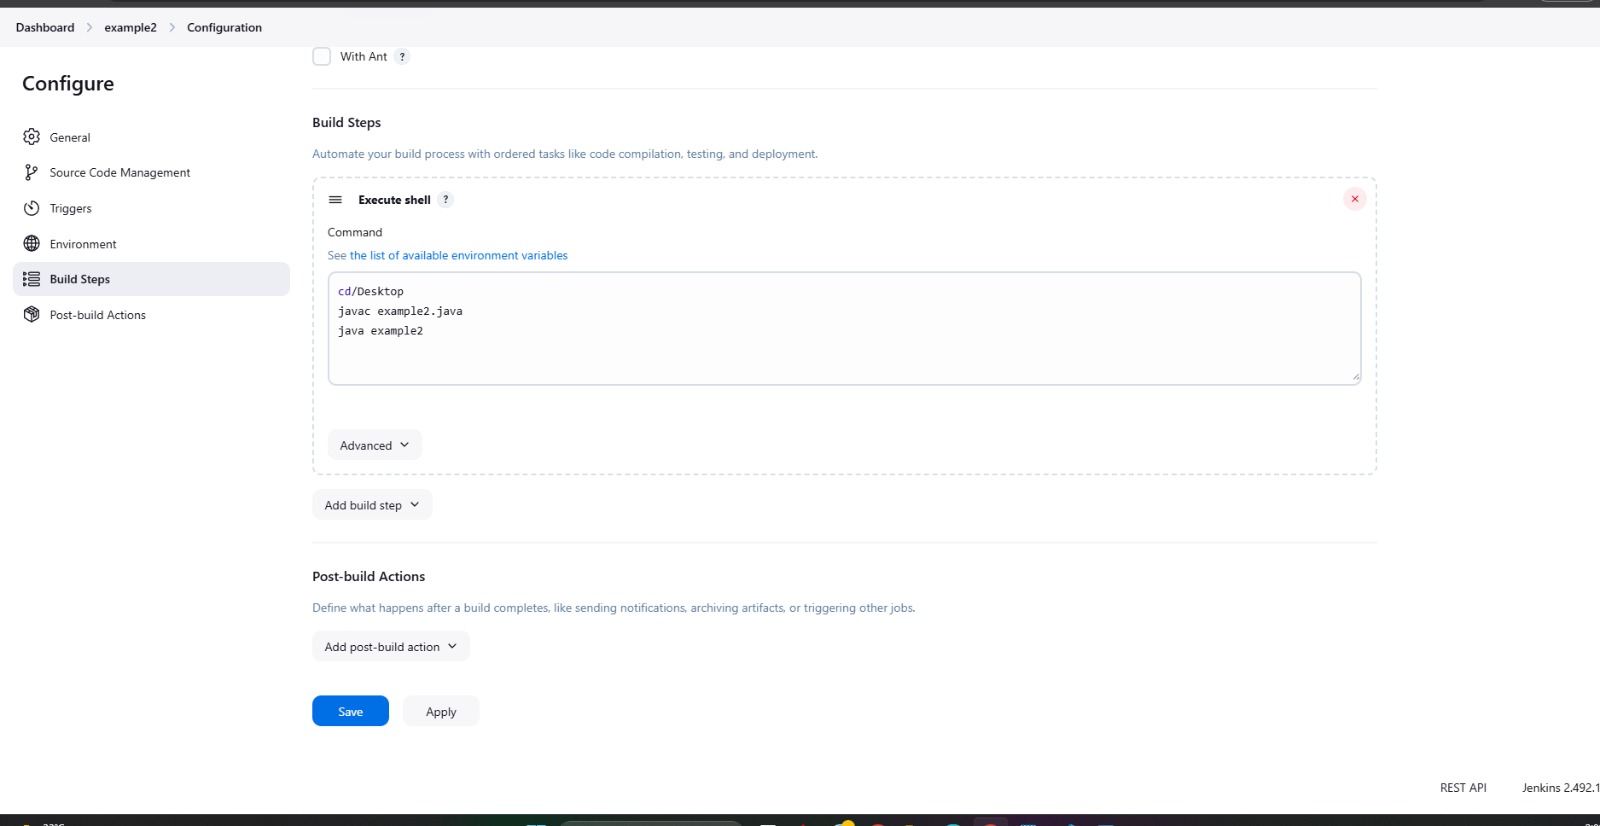 Dashboard example2 Configuration
With Ant ?
Configure
General
Source Code Management
Triggers
Environment
Build Steps
Post-build Actions
Build Steps
Automate your build process with ordered tasks like code compilation, testing, and deployment.
Execute shell ?
Command
See the list of available environment variables
cd/Desktop
javac example2.java
java example2
Advanced
Add build step
Post-build Actions
Define what happens after a build completes, like sending notifications, archiving artifacts, or triggering other jobs.
Add post-build action
Save Apply
REST API Jenkins 2.492.1